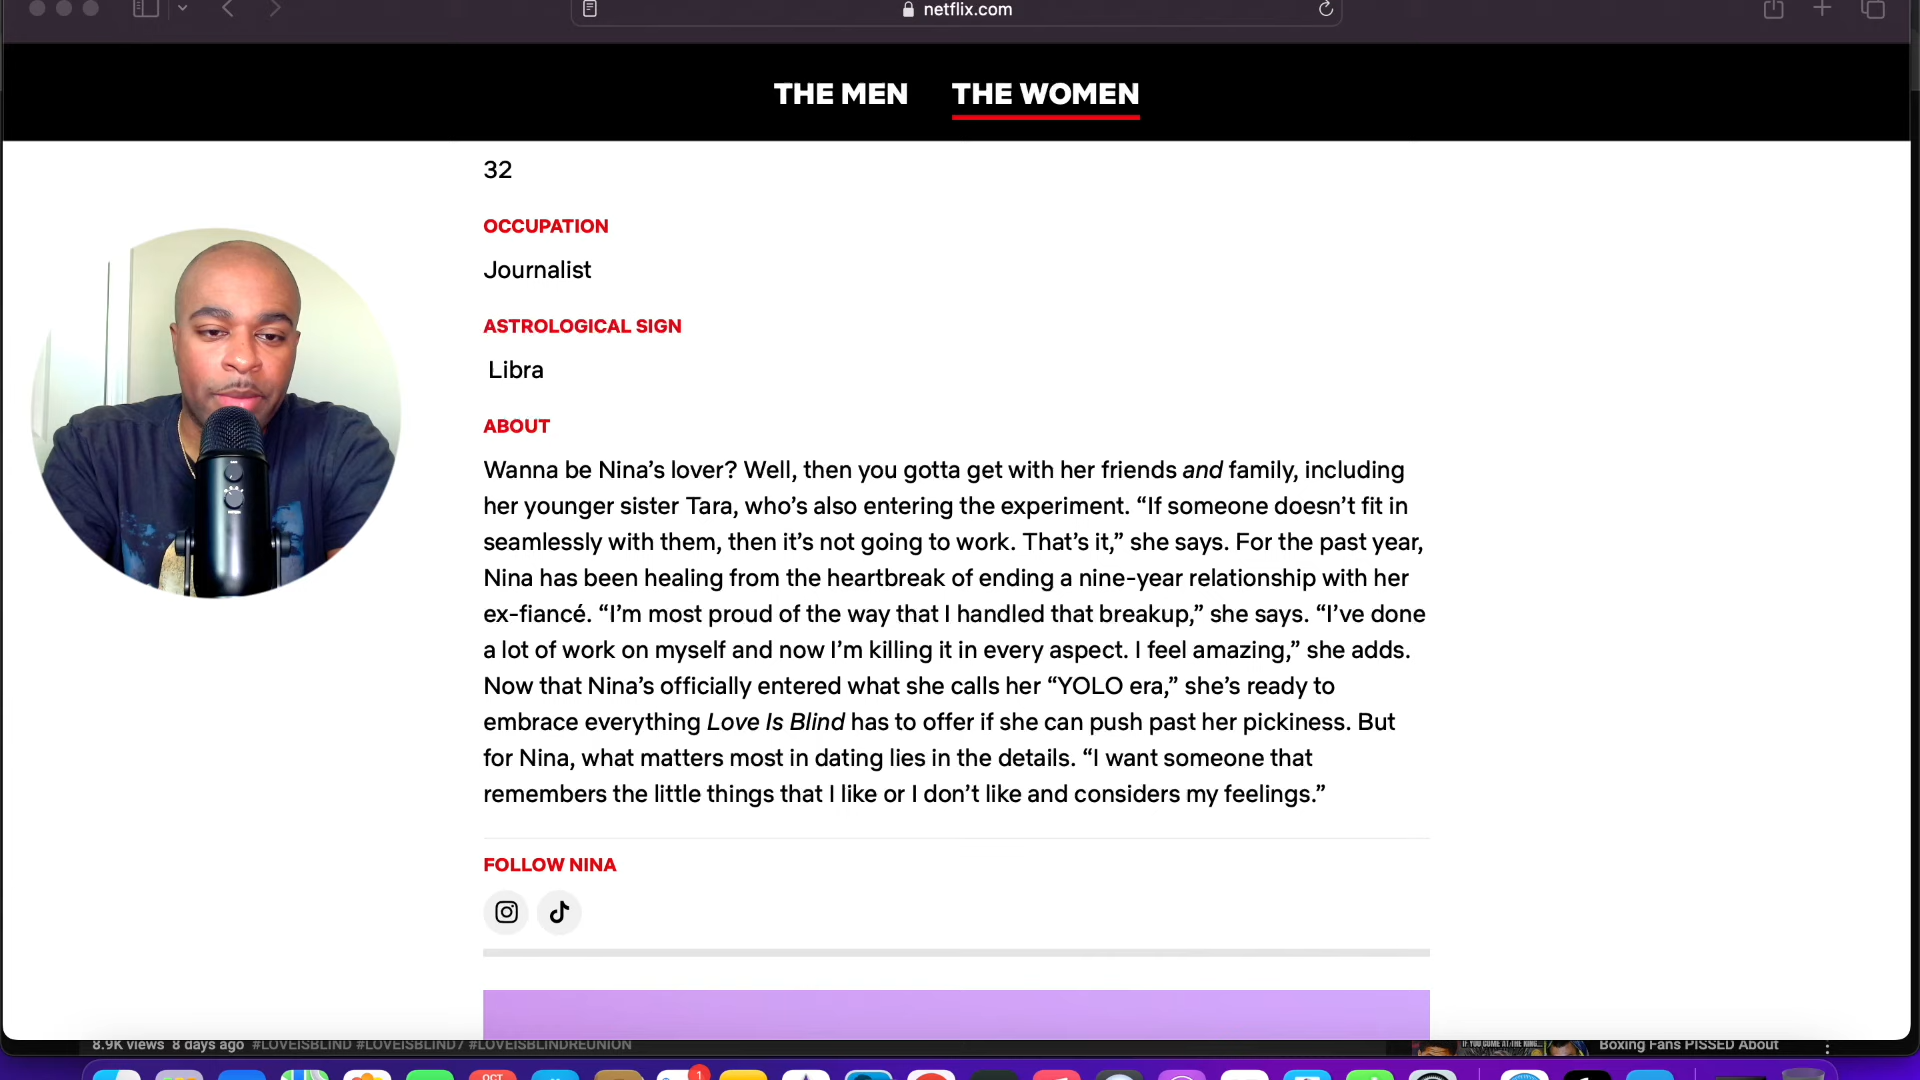 netflix.com
THE MEN THE WOMEN
32
OCCUPATION
Journalist
ASTROLOGICAL SIGN
Libra
ABOUT
Wanna be Nina’s lover? Well, then you gotta get with her friends and family, including
her younger sister Tara, who’s also entering the experiment. “If someone doesn’t fit in
seamlessly with them, then it’s not going to work. That’s it,” she says. For the past year,
Nina has been healing from the heartbreak of ending a nine-year relationship with her
ex-fiancé. “I’m most proud of the way that I handled that breakup,” she says. “I’ve done
a lot of work on myself and now I’m killing it in every aspect. I feel amazing,” she adds.
Now that Nina’s officially entered what she calls her “YOLO era,” she’s ready to
embrace everything Love Is Blind has to offer if she can push past her pickiness. But
for Nina, what matters most in dating lies in the details. “I want someone that
remembers the little things that I like or I don’t like and considers my feelings.”
FOLLOW NINA
8.9K views 8 days ago #LOVEISBLIND #LOVEISBLIND7 #LOVEISBLINDREUNION
IF YOU COME AT THE KING...
Boxing Fans PISSED About
OCT
1